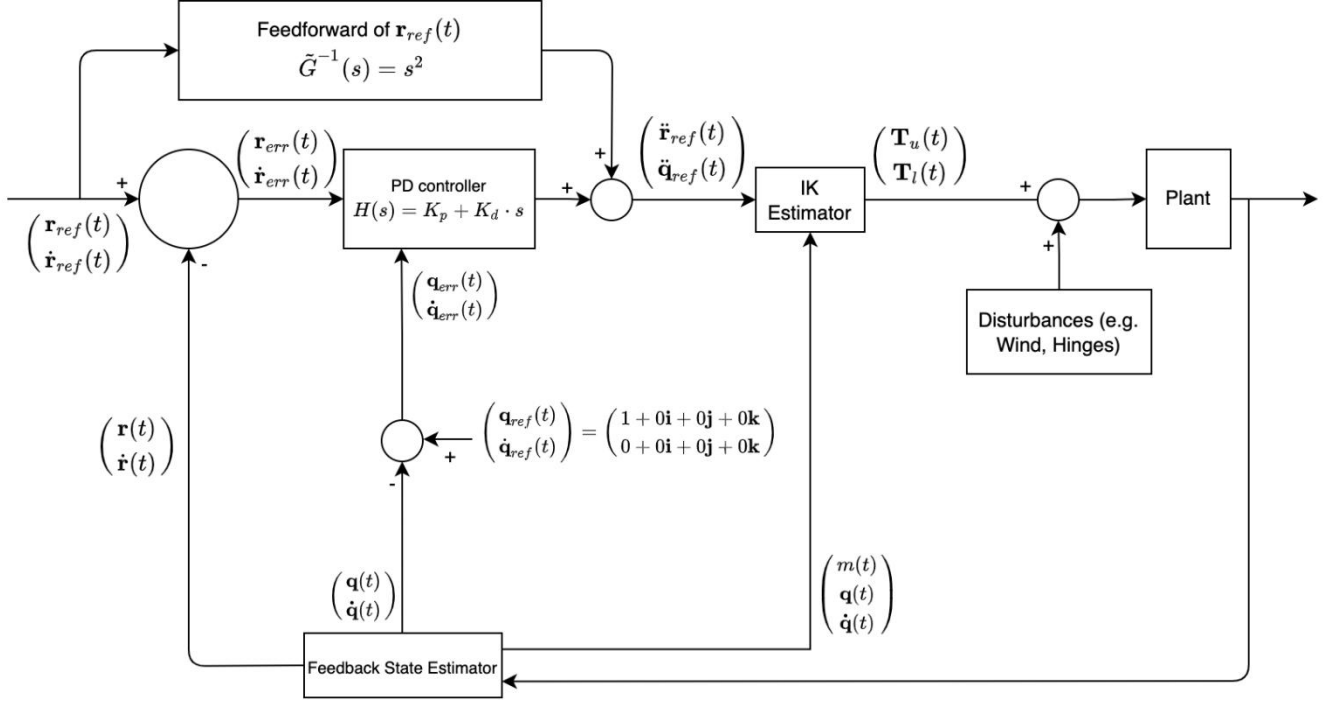 Feedforward of r_ref(t)
G̃⁻¹(s) = s²
+
(r_err(t)
ṙ_err(t))
(r̈_ref(t)
q̈_ref(t))
(T_u(t)
T_l(t))
+
PD controller
H(s) = K_p + K_d · s
+
IK
Estimator
+
Plant
(r_ref(t)
ṙ_ref(t))
-
+
(q_err(t)
q̇_err(t))
Disturbances (e.g.
Wind, Hinges)
(r(t)
ṙ(t))
(q_ref(t)
q̇_ref(t)) = (1 + 0i + 0j + 0k
0 + 0i + 0j + 0k)
+
-
(q(t)
q̇(t))
(m(t)
q(t)
q̇(t))
Feedback State Estimator